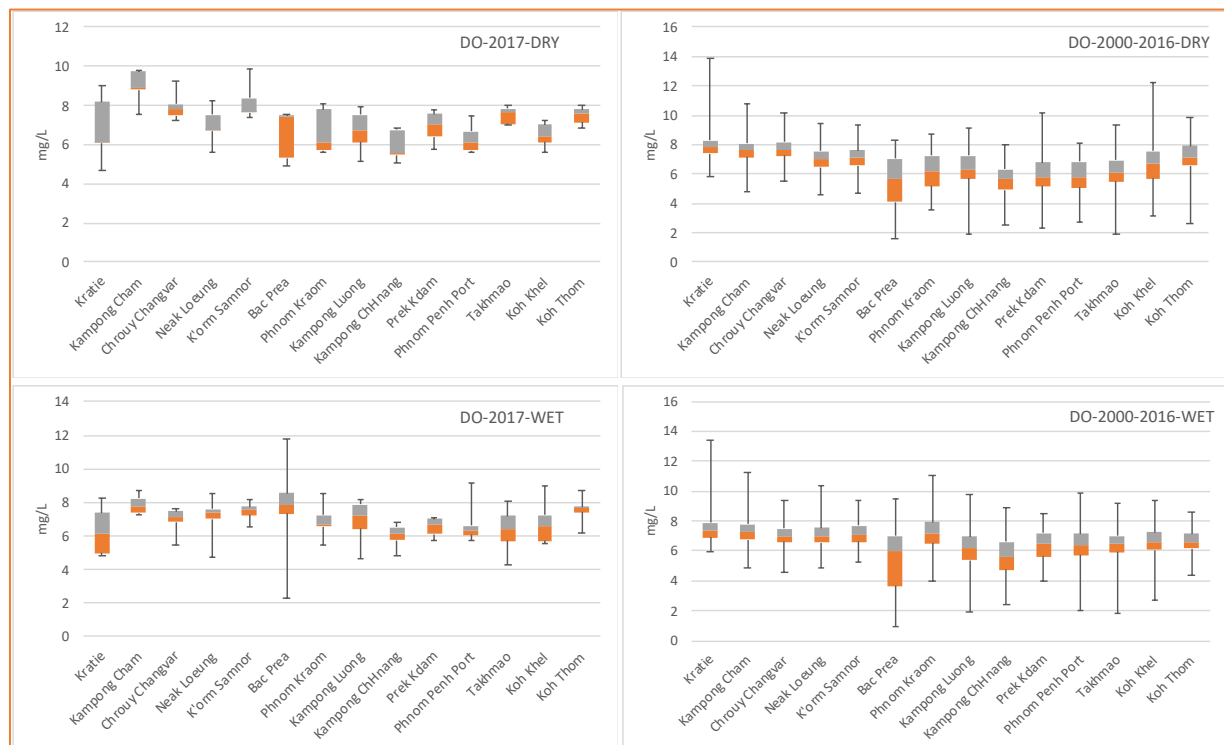 DO-2017-DRY
mg/L
12
10
8
6
4
2
0
Kratie
Kampong Cham
Chrouy Changvar
Neak Loeung
K'orm Samnor
Bac Prea
Phnom Kraom
Kampong Luong
Kampong ChHnang
Prek Kdam
Phnom Penh Port
Takhmao
Koh Khel
Koh Thom
DO-2000-2016-DRY
mg/L
16
14
12
10
8
6
4
2
0
Kratie
Kampong Cham
Chrouy Changvar
Neak Loeung
K'orm Samnor
Bac Prea
Phnom Kraom
Kampong Luong
Kampong ChHnang
Prek Kdam
Phnom Penh Port
Takhmao
Koh Khel
Koh Thom
DO-2017-WET
mg/L
14
12
10
8
6
4
2
0
Kratie
Kampong Cham
Chrouy Changvar
Neak Loeung
K'orm Samnor
Bac Prea
Phnom Kraom
Kampong Luong
Kampong ChHnang
Prek Kdam
Phnom Penh Port
Takhmao
Koh Khel
Koh Thom
DO-2000-2016-WET
mg/L
16
14
12
10
8
6
4
2
0
Kratie
Kampong Cham
Chrouy Changvar
Neak Loeung
K'orm Samnor
Bac Prea
Phnom Kraom
Kampong Luong
Kampong ChHnang
Prek Kdam
Phnom Penh Port
Takhmao
Koh Khel
Koh Thom